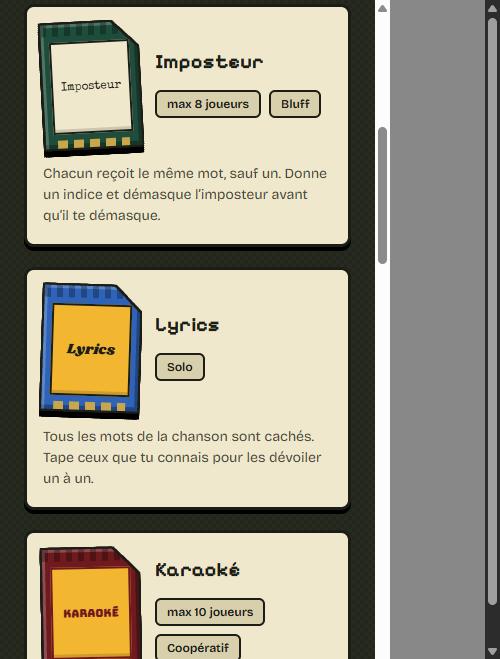 Imposteur
Imposteur
max 8 joueurs
Bluff
Chacun reçoit le même mot, sauf un. Donne
un indice et démasque l'imposteur avant
qu'il te démasque.
Lyrics
Lyrics
Solo
Tous les mots de la chanson sont cachés.
Tape ceux que tu connais pour les dévoiler
un à un.
Karaoké
KARAOKÉ
max 10 joueurs
Coopératif